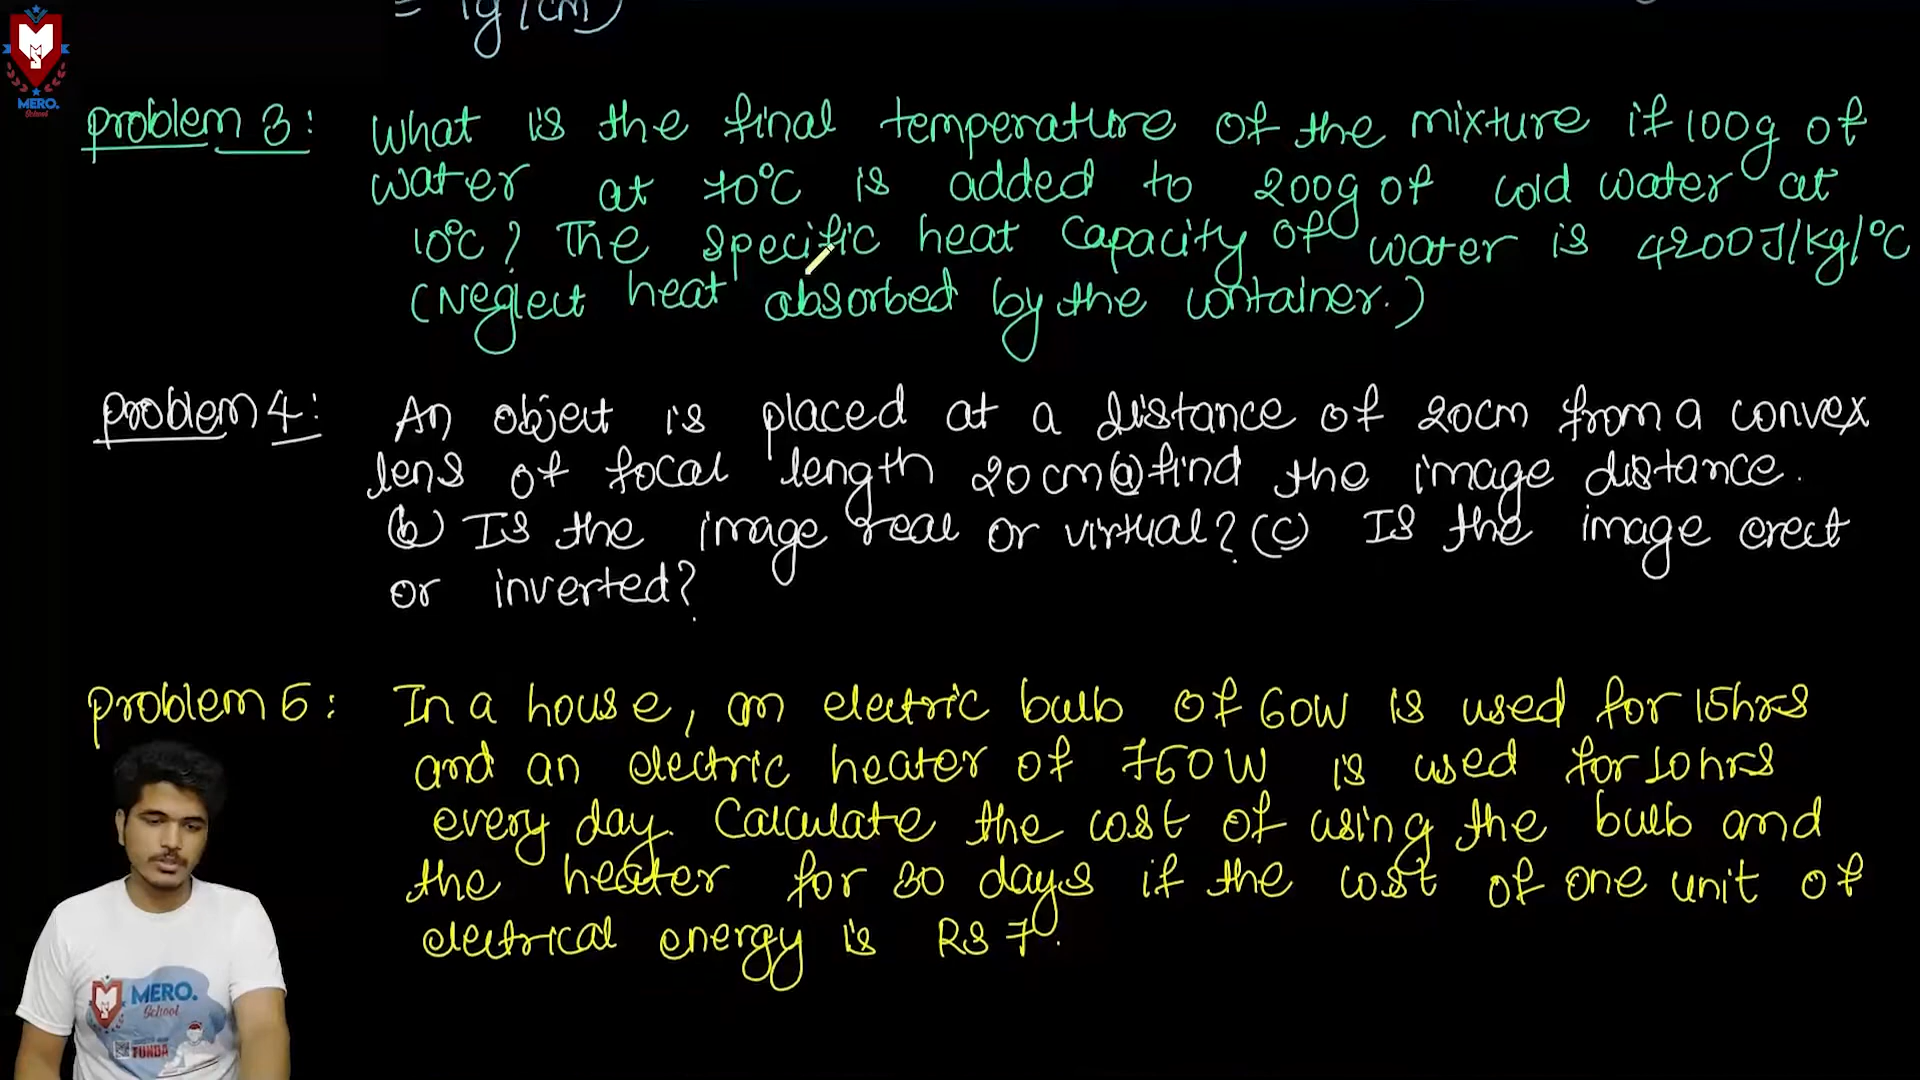 = 1g/cm
MERO.
School
Problem 3: What is the final temperature of the mixture if 100g of
water at 70°C is added to 200g of cold water at
10°C? The specific heat capacity of water is 4200J/kg/°C
(Neglect heat absorbed by the container.)
Problem 4: An object is placed at a distance of 20cm from a convex
lens of focal length 20cm (a) find the image distance.
(b) Is the image real or virtual? (c) Is the image erect
or inverted?
Problem 5: In a house, an electric bulb of 60W is used for 15hrs
and an electric heater of 750W is used for 10hrs
every day. Calculate the cost of using the bulb and
the heater for 30 days if the cost of one unit of
electrical energy is RS 7.
MERO.
School
TUNDA